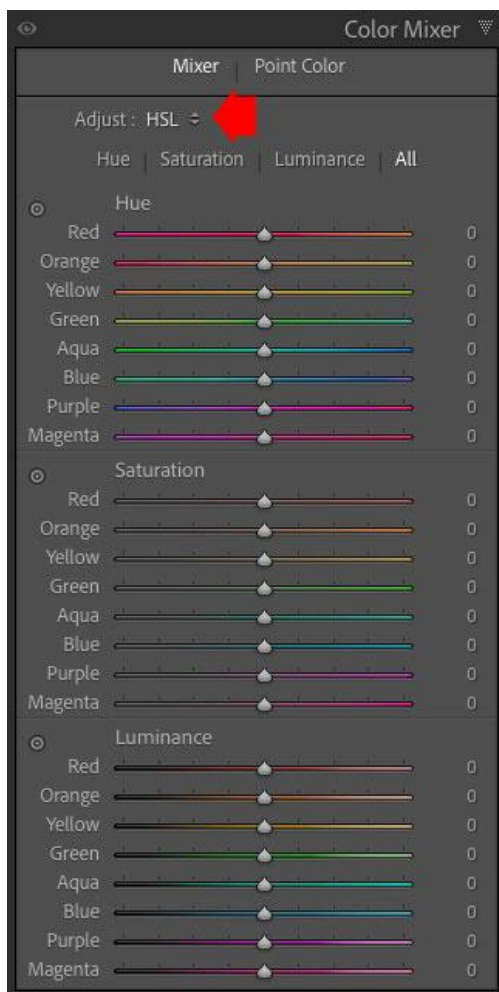 Color Mixer
Mixer Point Color
Adjust : HSL
Hue Saturation Luminance All
Hue
Red 0
Orange 0
Yellow 0
Green 0
Aqua 0
Blue 0
Purple 0
Magenta 0
Saturation
Red 0
Orange 0
Yellow 0
Green 0
Aqua 0
Blue 0
Purple 0
Magenta 0
Luminance
Red 0
Orange 0
Yellow 0
Green 0
Aqua 0
Blue 0
Purple 0
Magenta 0